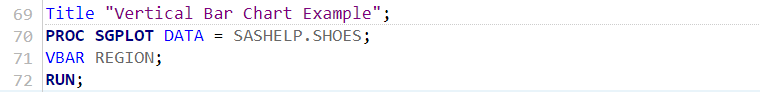 69 Title "Vertical Bar Chart Example";
70 PROC SGPLOT DATA = SASHELP.SHOES;
71 VBAR REGION;
72 RUN;